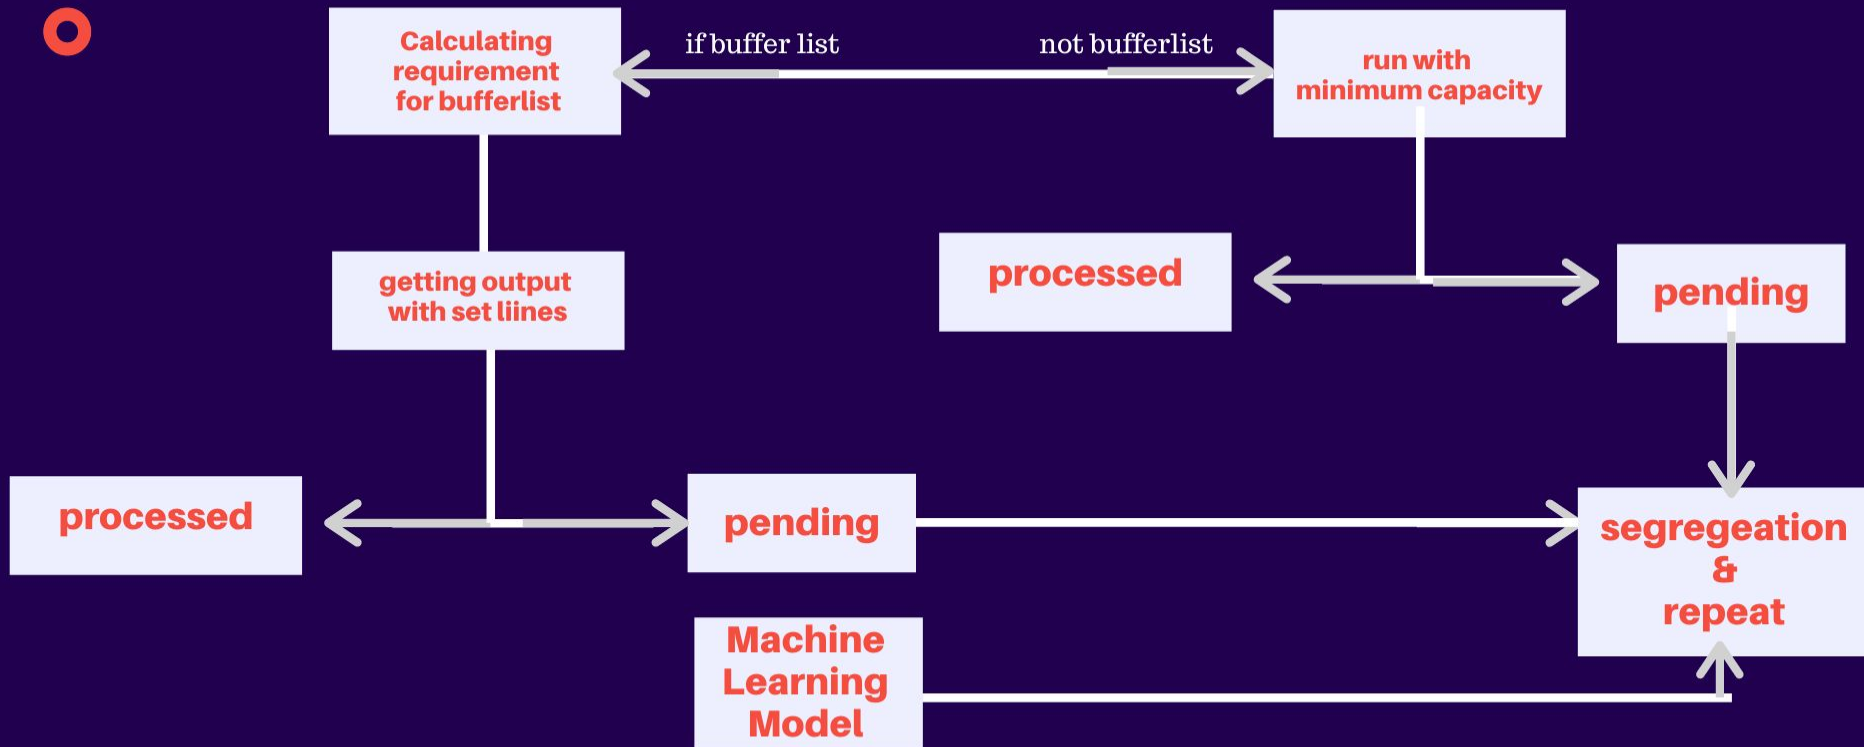 Calculating
requirement
for bufferlist
if buffer list
not bufferlist
run with
minimum capacity
getting output
with set liines
processed
pending
processed
pending
segregeation
&
repeat
Machine
Learning
Model